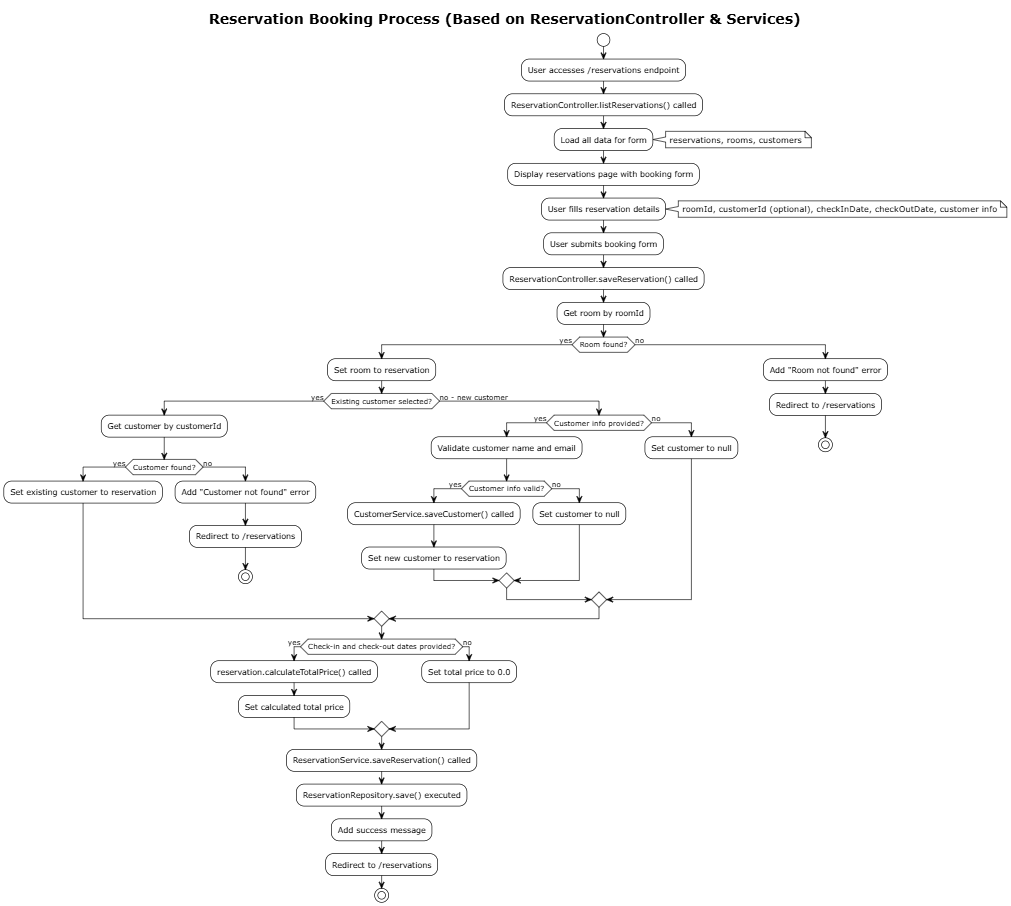 Reservation Booking Process (Based on ReservationController & Services)
User accesses /reservations endpoint
ReservationController.listReservations() called
Load all data for form
reservations, rooms, customers
Display reservations page with booking form
User fills reservation details
roomId, customerId (optional), checkInDate, checkOutDate, customer info
User submits booking form
ReservationController.saveReservation() called
Get room by roomId
yes
Room found?
no
Set room to reservation
Add "Room not found" error
yes
Existing customer selected?
no - new customer
Redirect to /reservations
Get customer by customerId
yes
Customer info provided?
no
Validate customer name and email
Set customer to null
yes
Customer found?
no
Set existing customer to reservation
Add "Customer not found" error
yes
Customer info valid?
no
CustomerService.saveCustomer() called
Set customer to null
Redirect to /reservations
Set new customer to reservation
yes
Check-in and check-out dates provided?
no
reservation.calculateTotalPrice() called
Set total price to 0.0
Set calculated total price
ReservationService.saveReservation() called
ReservationRepository.save() executed
Add success message
Redirect to /reservations